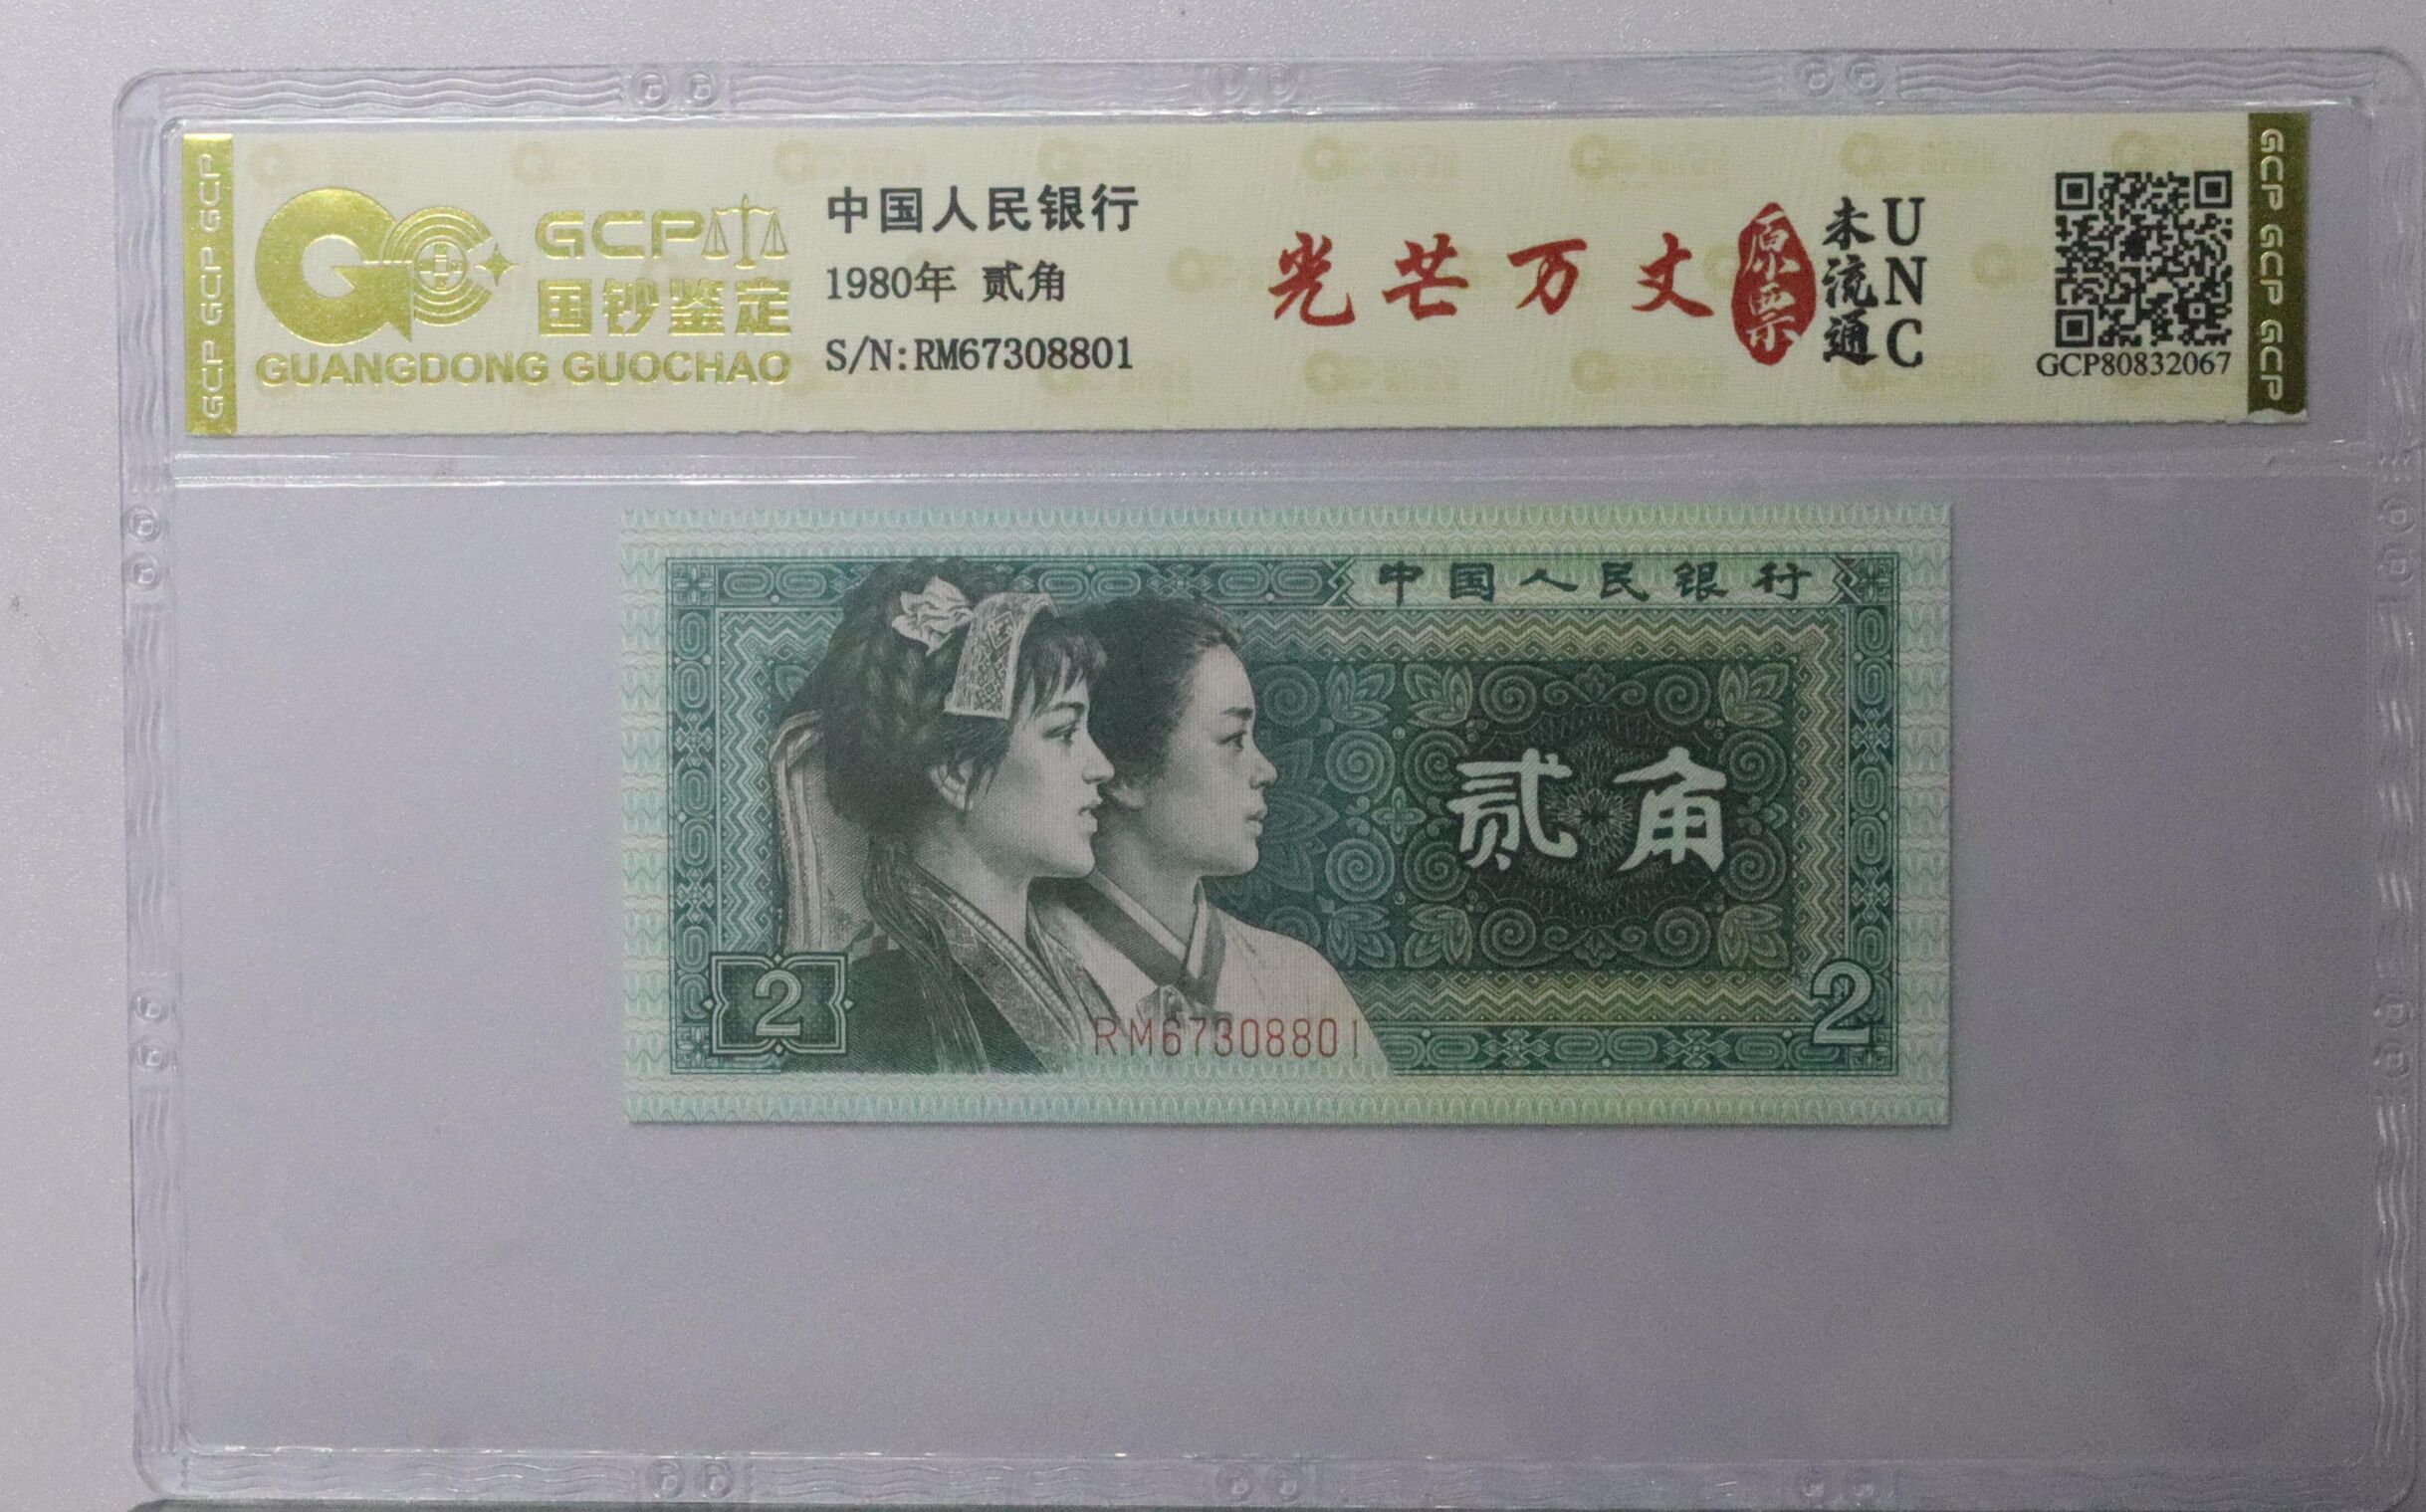 GCP GCP GCP
GCP
国钞鉴定
GUANGDONG GUOCHAO
中国人民银行
1980年 贰角
S/N:RM67308801
光芒万丈
原票
未流通
UNC
GCP80832067
GCP GCP GCP
中国人民银行
贰角
2
2
RM67308801